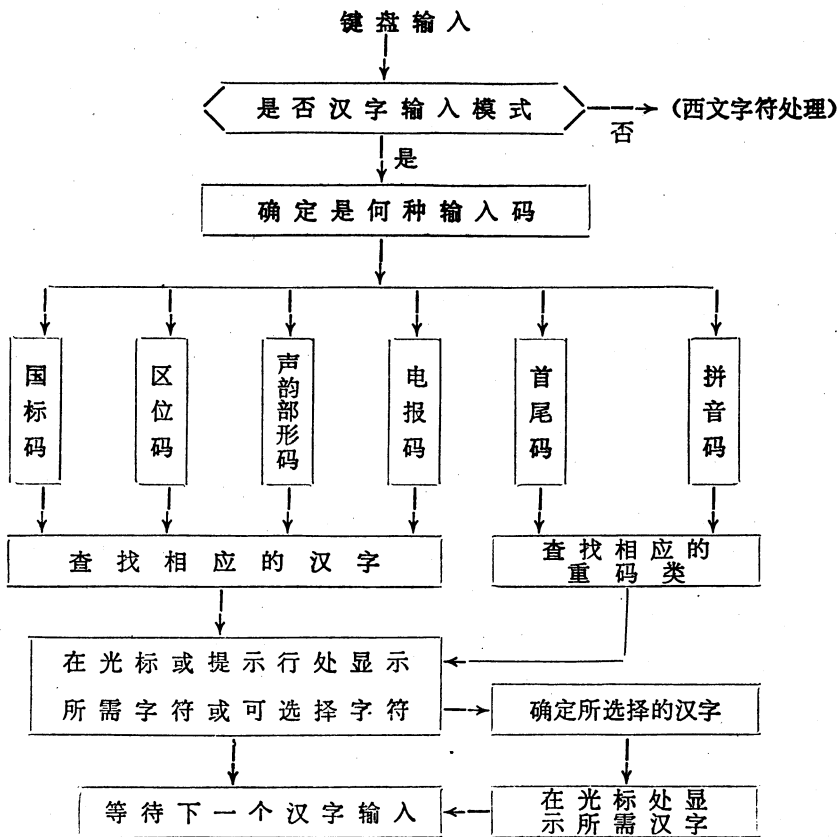 键盘输入
是否汉字输入模式
(西文字符处理)
否
是
确定是何种输入码
国标码
区位码
声韵部形码
电报码
首尾码
拼音码
查找相应的汉字
查找相应的
重码类
在光标或提示行处显示
所需字符或可选择字符
确定所选择的汉字
等待下一个汉字输入
在光标处显
示所需汉字